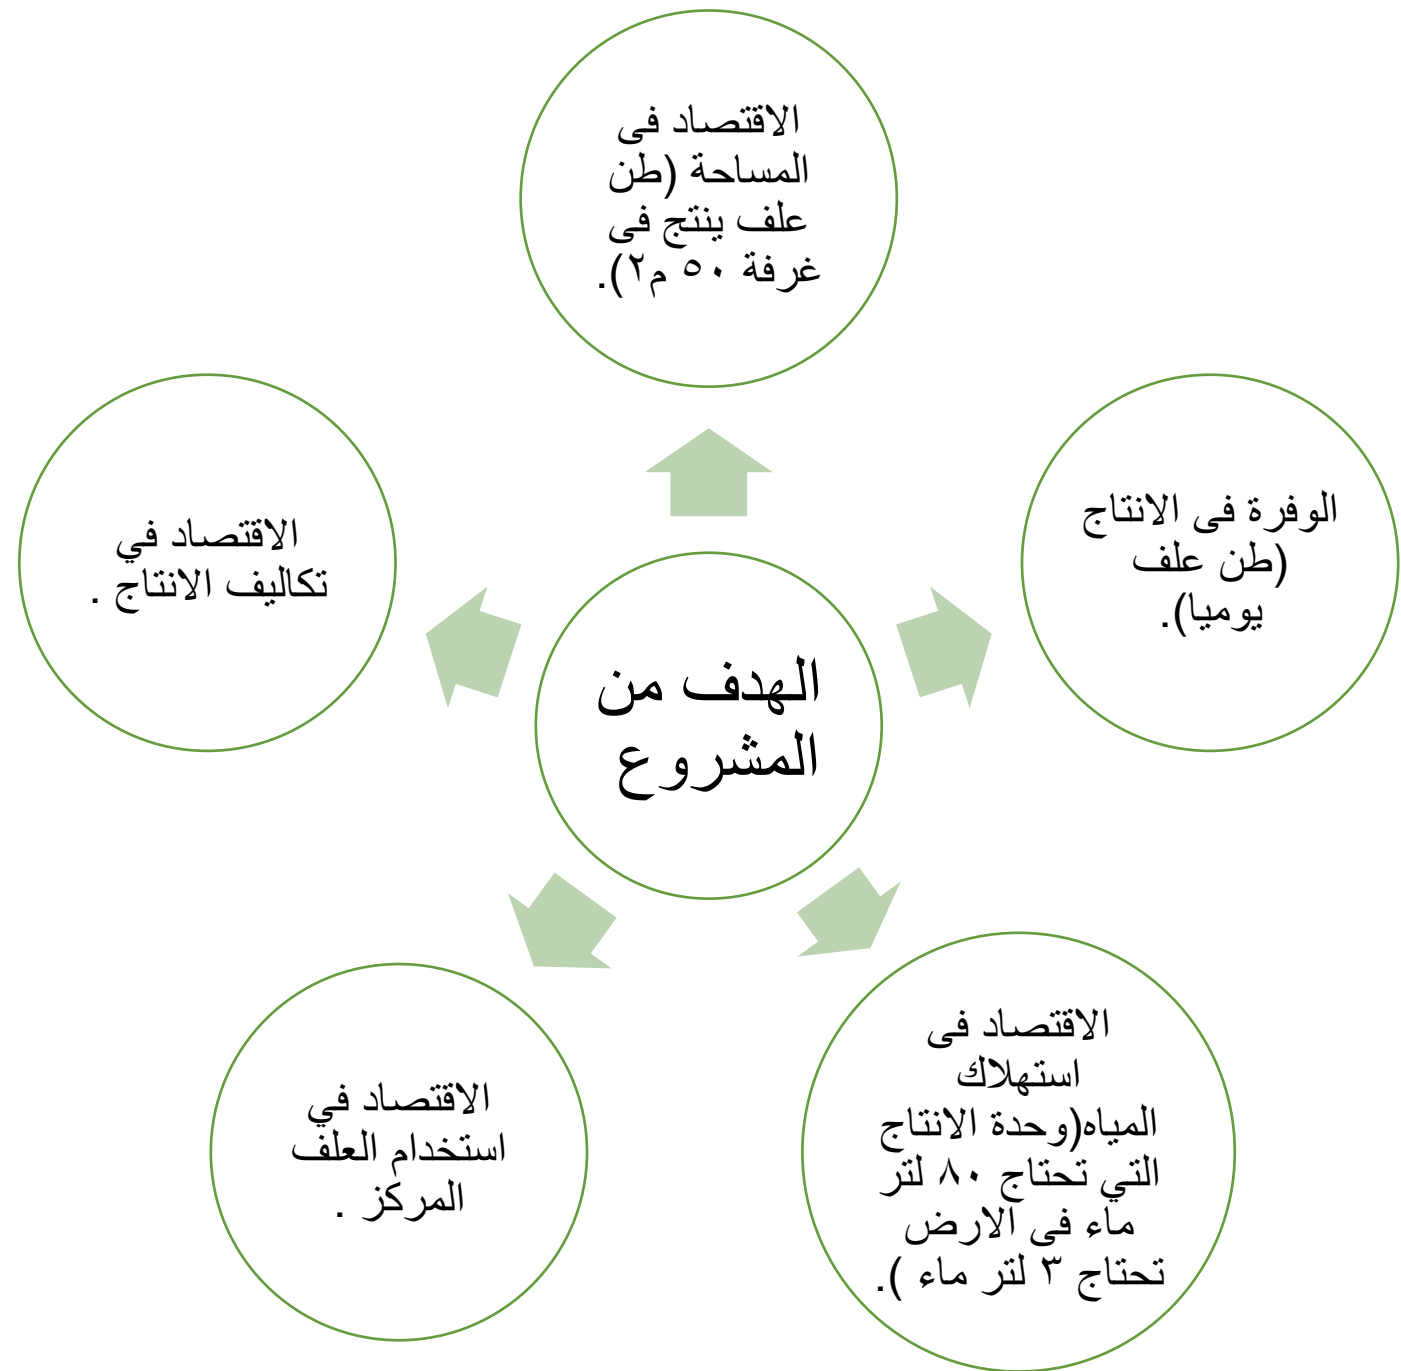 الاقتصاد فى
المساحة (طن
علف ينتج فى
غرفة ٥٠ م٢).
الوفرة فى الانتاج
(طن علف
يوميا).
الاقتصاد في
تكاليف الانتاج .
الهدف من
المشروع
الاقتصاد فى
استهلاك
المياه(وحدة الانتاج
التي تحتاج ٨٠ لتر
ماء فى الارض
تحتاج ٣ لتر ماء ).
الاقتصاد في
استخدام العلف
المركز .